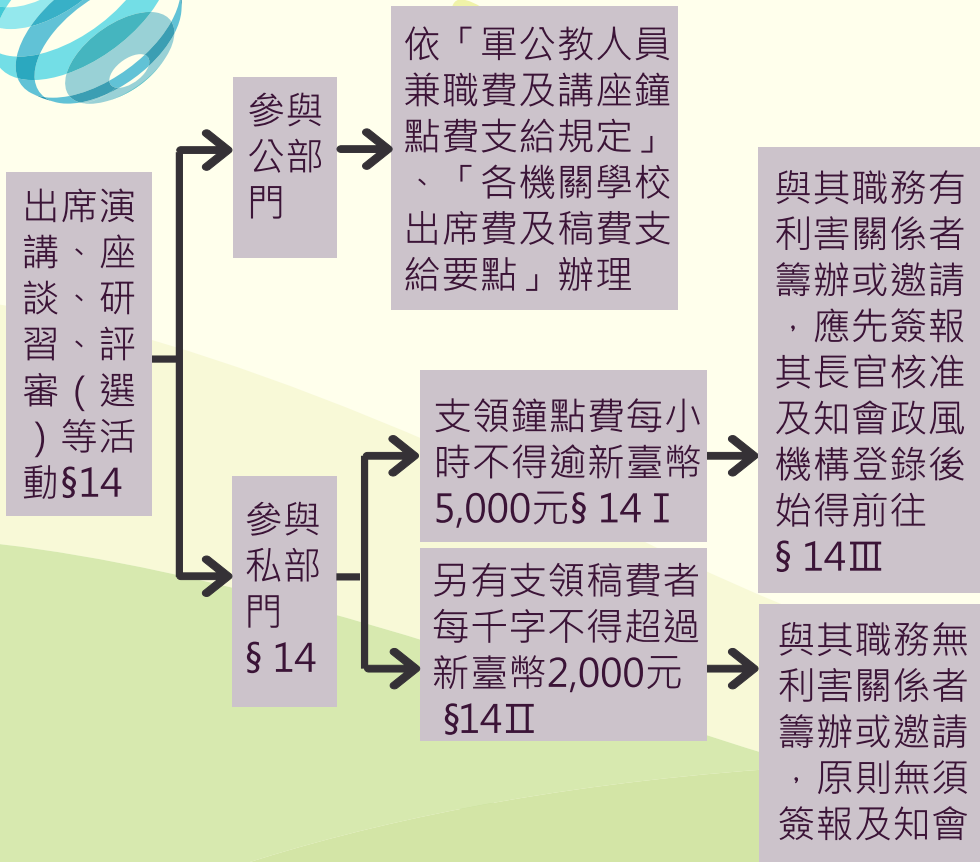 出席演
講、座
談、研
習、評
審(選
)等活
動§14
參與
公部
門
依「軍公教人員
兼職費及講座鐘
點費支給規定」
、「各機關學校
出席費及稿費支
給要點」辦理
參與
私部
門
§ 14
支領鐘點費每小
時不得逾新臺幣
5,000元§ 14 I
另有支領稿費者
每千字不得超過
新臺幣2,000元
§14Ⅱ
與其職務有
利害關係者
籌辦或邀請
，應先簽報
其長官核准
及知會政風
機構登錄後
始得前往
§ 14Ⅲ
與其職務無
利害關係者
籌辦或邀請
，原則無須
簽報及知會